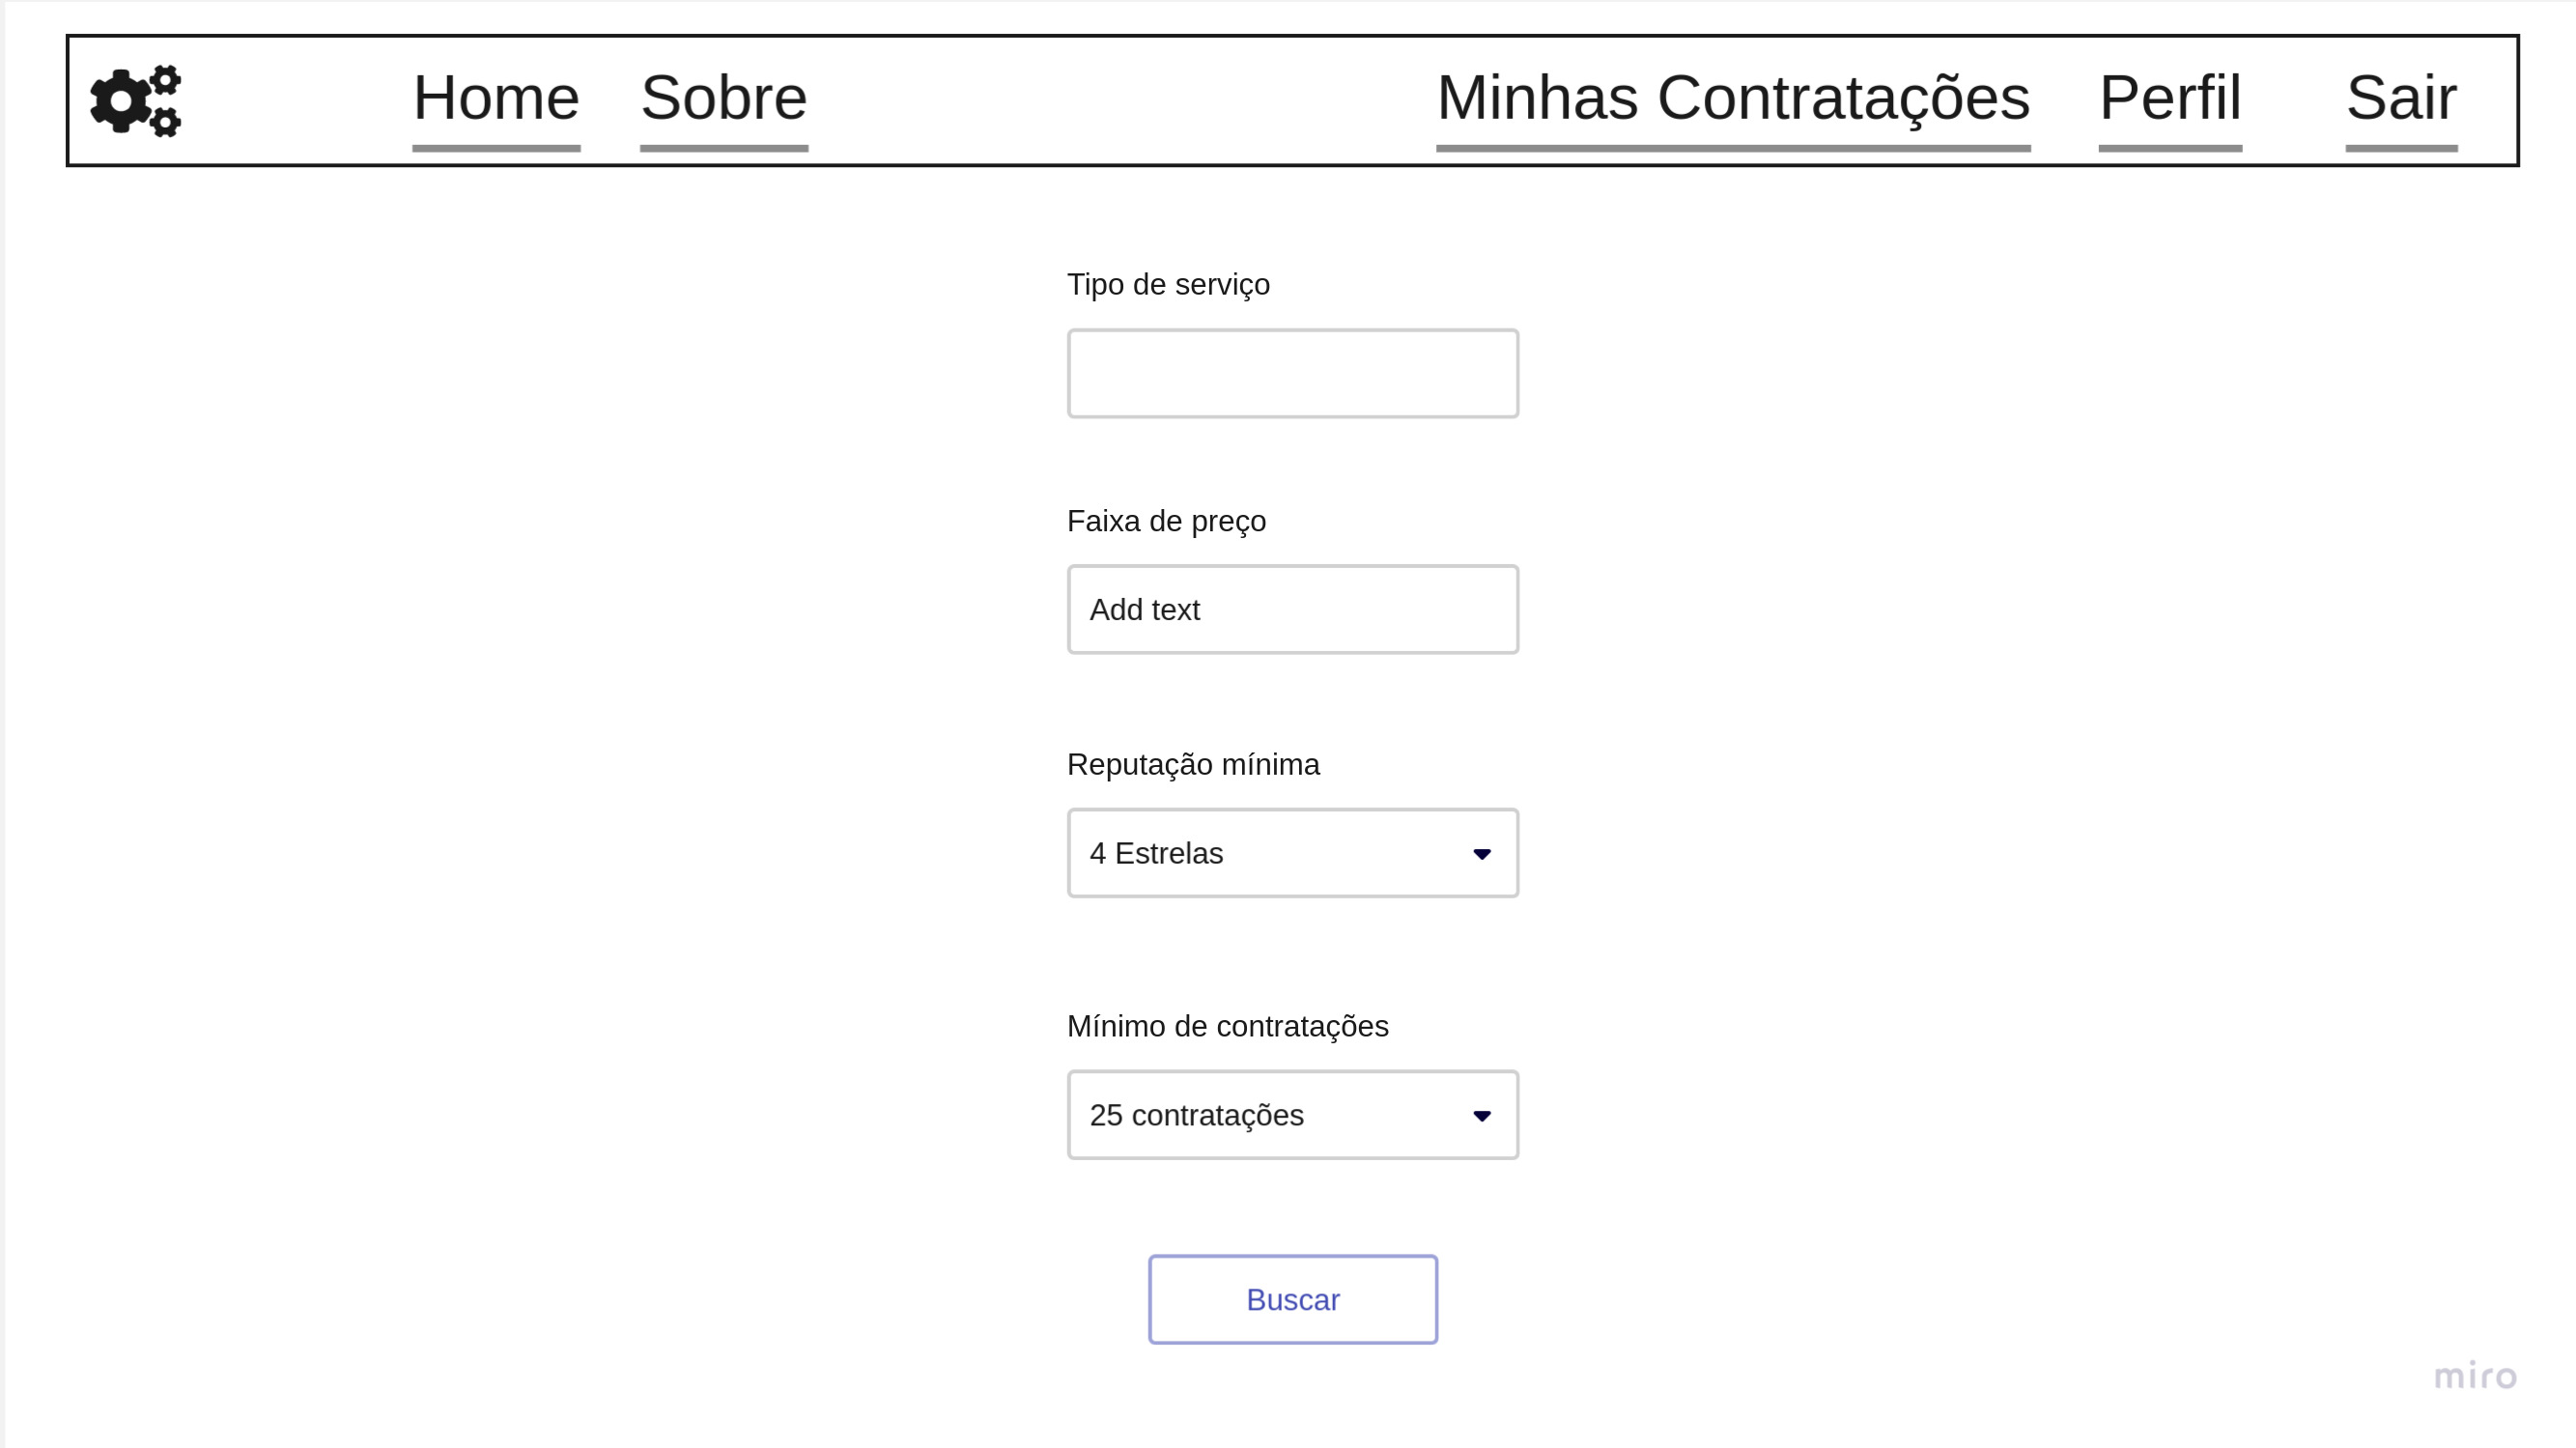 Home Sobre Minhas Contratações Perfil Sair
Tipo de serviço
Faixa de preço
Add text
Reputação mínima
4 Estrelas
Mínimo de contratações
25 contratações
Buscar
miro